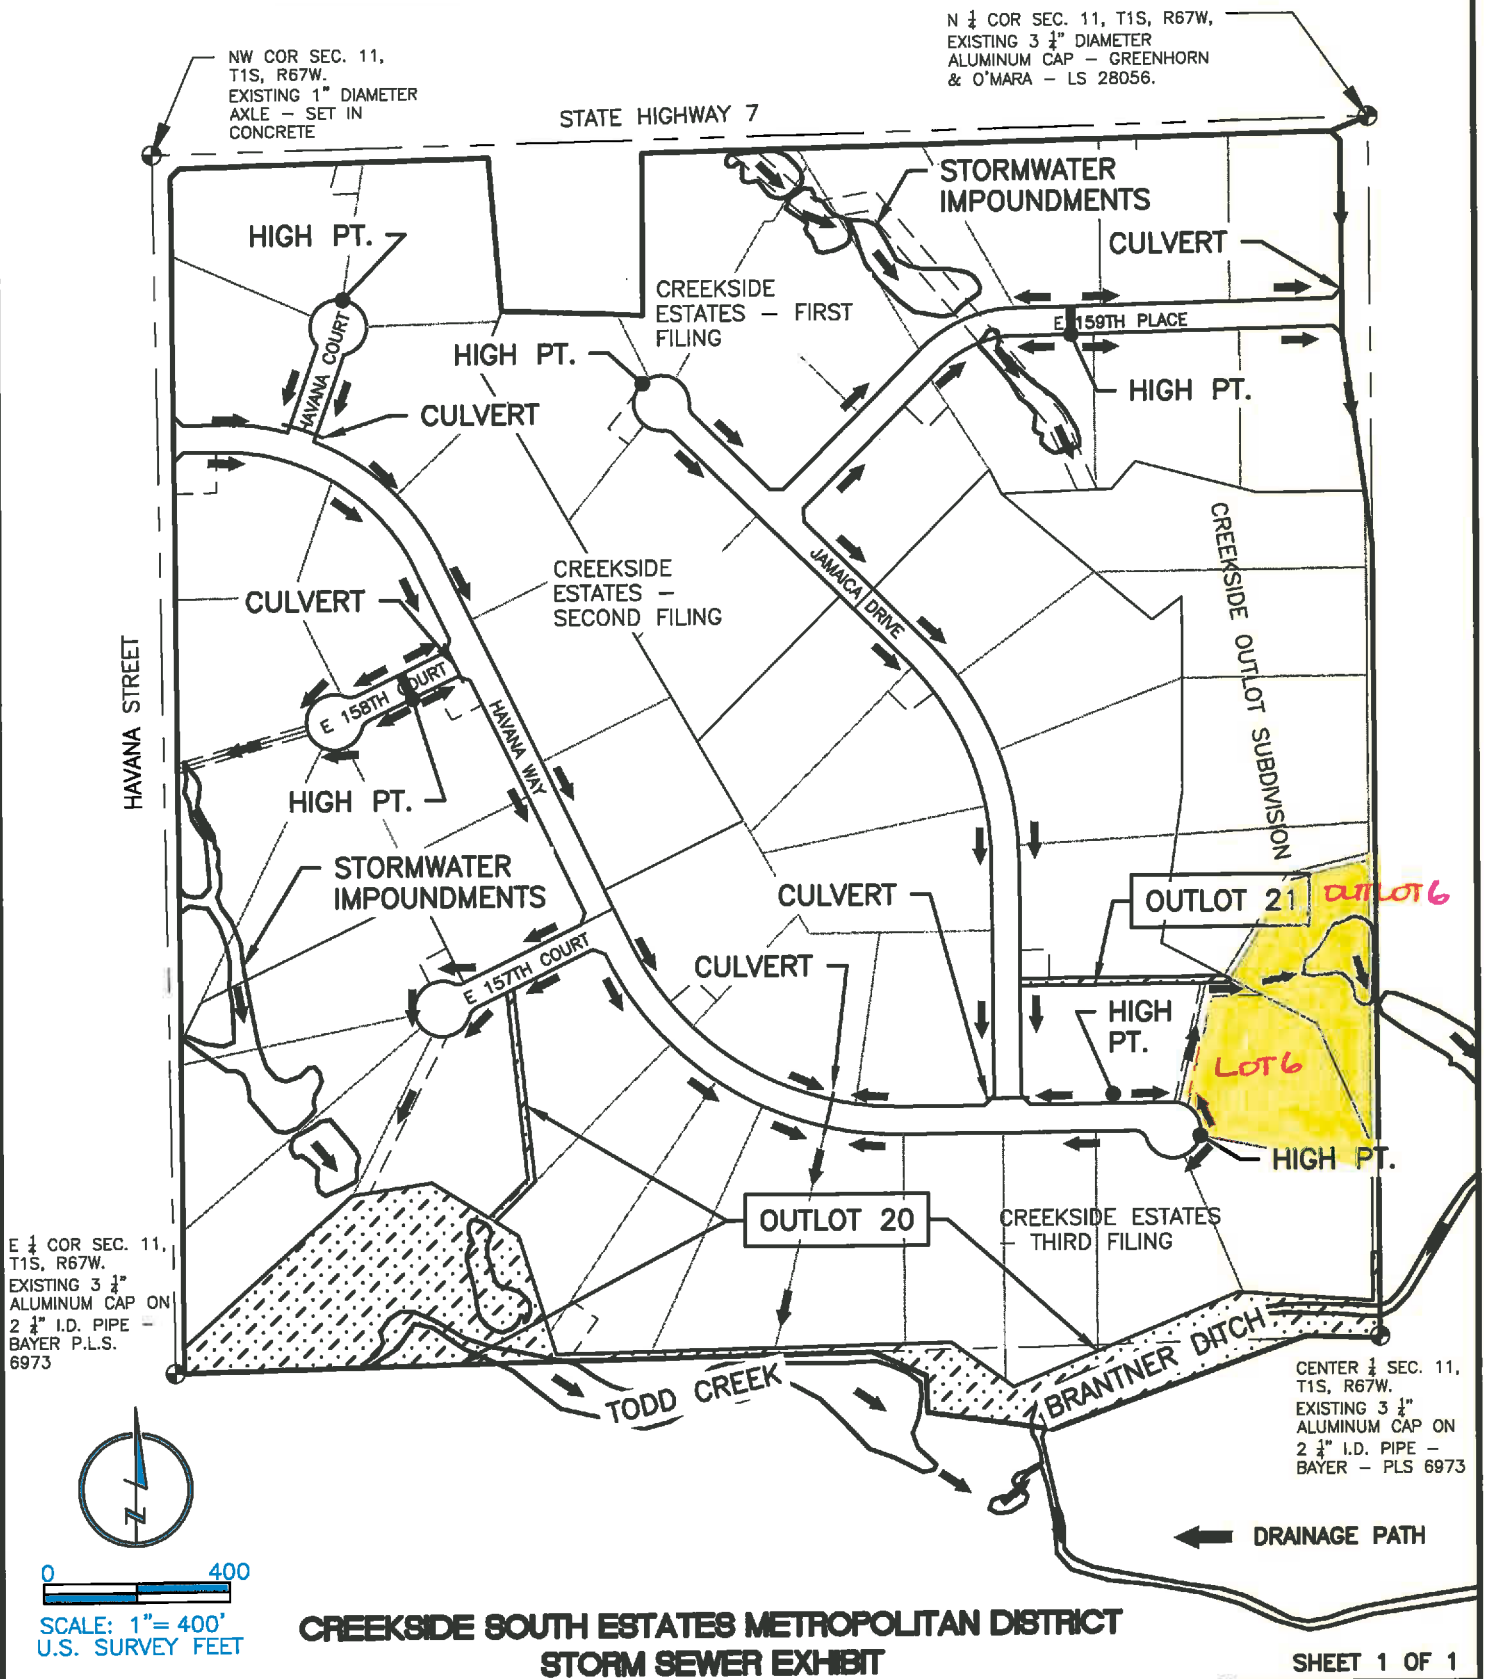 N 1/4 COR SEC. 11, T1S, R67W,
EXISTING 3 1/4" DIAMETER
ALUMINUM CAP - GREENHORN
& O'MARA - LS 28056.
NW COR SEC. 11,
T1S, R67W.
EXISTING 1" DIAMETER
AXLE - SET IN
CONCRETE
STATE HIGHWAY 7
STORMWATER
IMPOUNDMENTS
HIGH PT.
CULVERT
CREEKSIDE
ESTATES - FIRST
FILING
HAVANA COURT
E 159TH PLACE
HIGH PT.
HIGH PT.
CULVERT
CREEKSIDE OUTLOT SUBDIVISION
JAMAICA DRIVE
CREEKSIDE
ESTATES -
SECOND FILING
CULVERT
HAVANA STREET
E 158TH COURT
HAVANA WAY
HIGH PT.
STORMWATER
IMPOUNDMENTS
CULVERT
OUTLOT 21
OUTLOT 6
E 157TH COURT
CULVERT
HIGH
PT.
LOT 6
HIGH PT.
OUTLOT 20
CREEKSIDE ESTATES
- THIRD FILING
E 1/4 COR SEC. 11,
T1S, R67W.
EXISTING 3 1/4"
ALUMINUM CAP ON
2 1/4" I.D. PIPE -
BAYER P.L.S.
6973
TODD CREEK
BRANTNER DITCH
CENTER 1/4 SEC. 11,
T1S, R67W.
EXISTING 3 1/4"
ALUMINUM CAP ON
2 1/4" I.D. PIPE -
BAYER - PLS 6973
N
DRAINAGE PATH
0 400
SCALE: 1"= 400'
U.S. SURVEY FEET
CREEKSIDE SOUTH ESTATES METROPOLITAN DISTRICT
STORM SEWER EXHIBIT
SHEET 1 OF 1